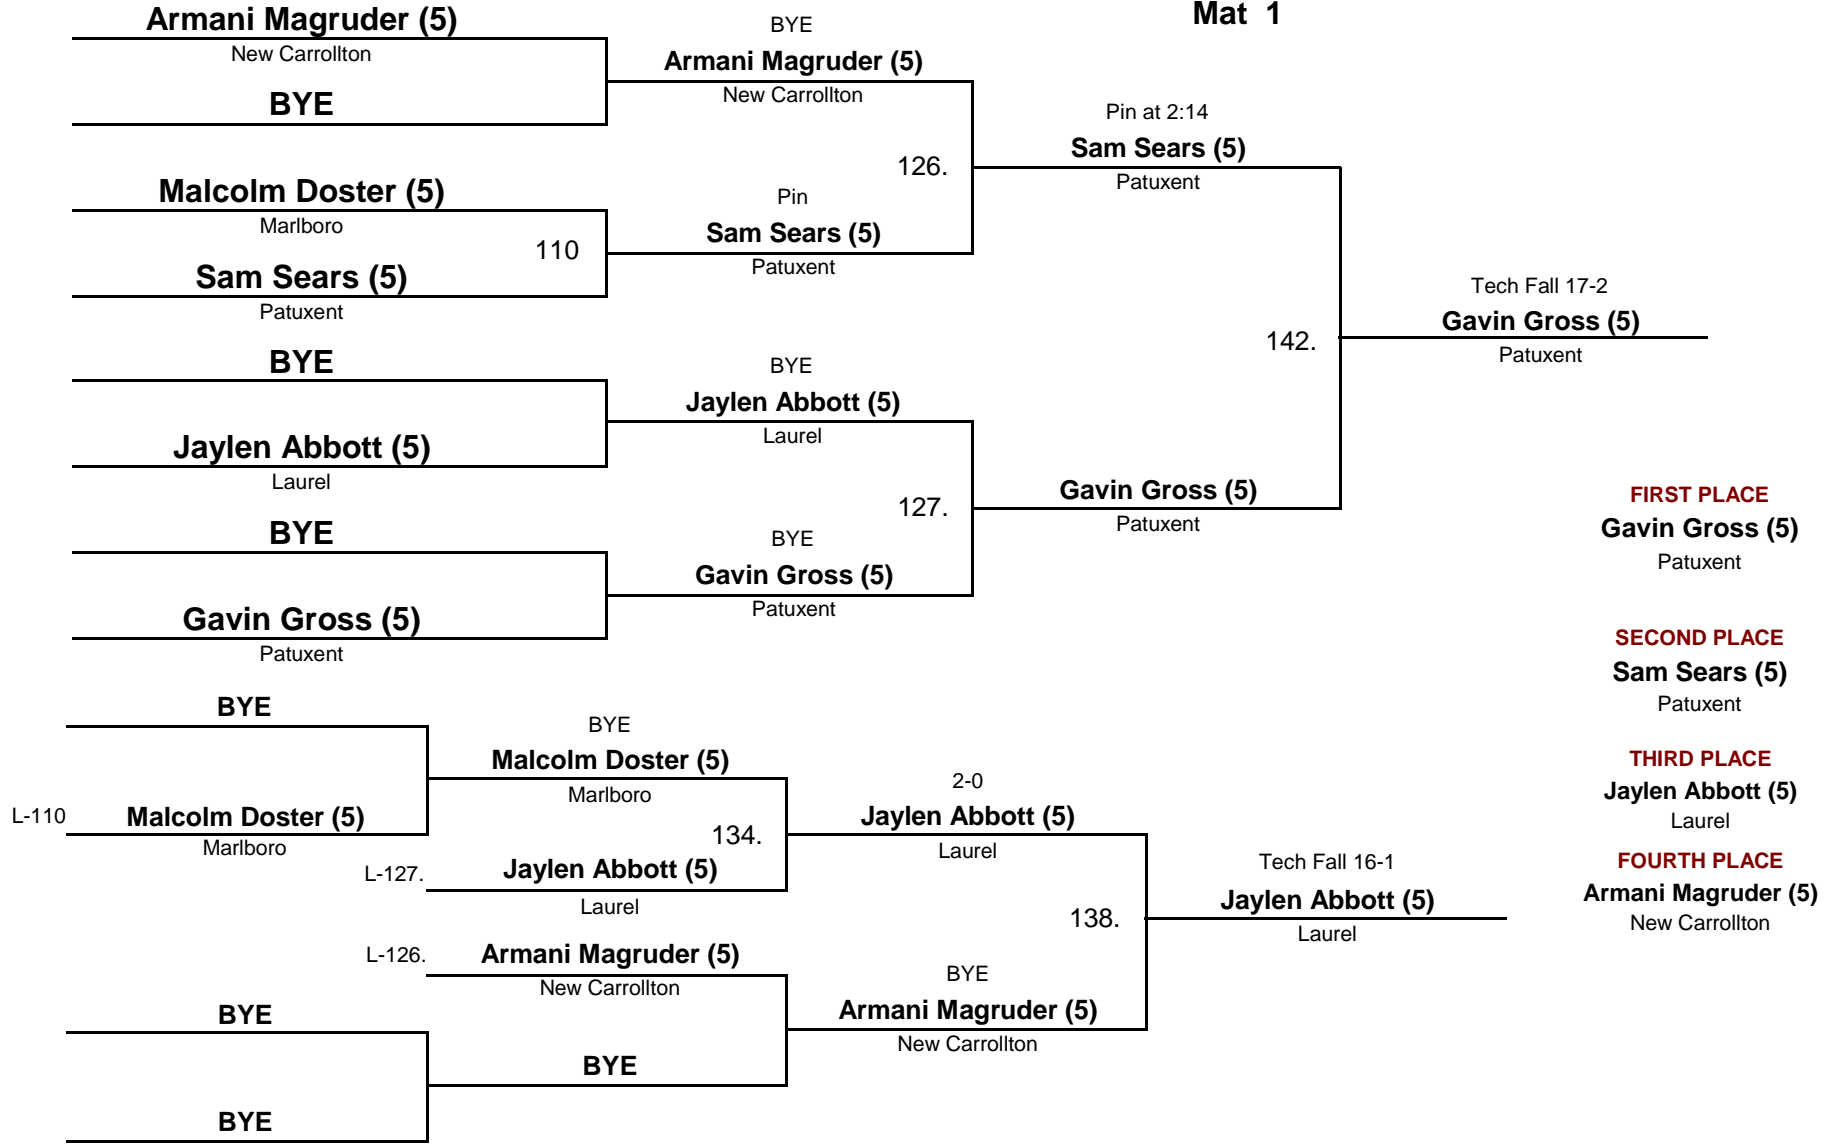 Mat 1
Armani Magruder (5)
New Carrollton
BYE
Malcolm Doster (5)
Marlboro
110
Sam Sears (5)
Patuxent
BYE
Jaylen Abbott (5)
Laurel
BYE
Gavin Gross (5)
Patuxent
BYE
Armani Magruder (5)
New Carrollton
126.
Pin
Sam Sears (5)
Patuxent
BYE
Jaylen Abbott (5)
Laurel
127.
BYE
Gavin Gross (5)
Patuxent
Pin at 2:14
Sam Sears (5)
Patuxent
142.
Gavin Gross (5)
Patuxent
Tech Fall 17-2
Gavin Gross (5)
Patuxent
BYE
L-110
Malcolm Doster (5)
Marlboro
BYE
BYE
BYE
Malcolm Doster (5)
Marlboro
134.
L-127.
Jaylen Abbott (5)
Laurel
L-126.
Armani Magruder (5)
New Carrollton
BYE
2-0
Jaylen Abbott (5)
Laurel
138.
BYE
Armani Magruder (5)
New Carrollton
Tech Fall 16-1
Jaylen Abbott (5)
Laurel
FIRST PLACE
Gavin Gross (5)
Patuxent
SECOND PLACE
Sam Sears (5)
Patuxent
THIRD PLACE
Jaylen Abbott (5)
Laurel
FOURTH PLACE
Armani Magruder (5)
New Carrollton